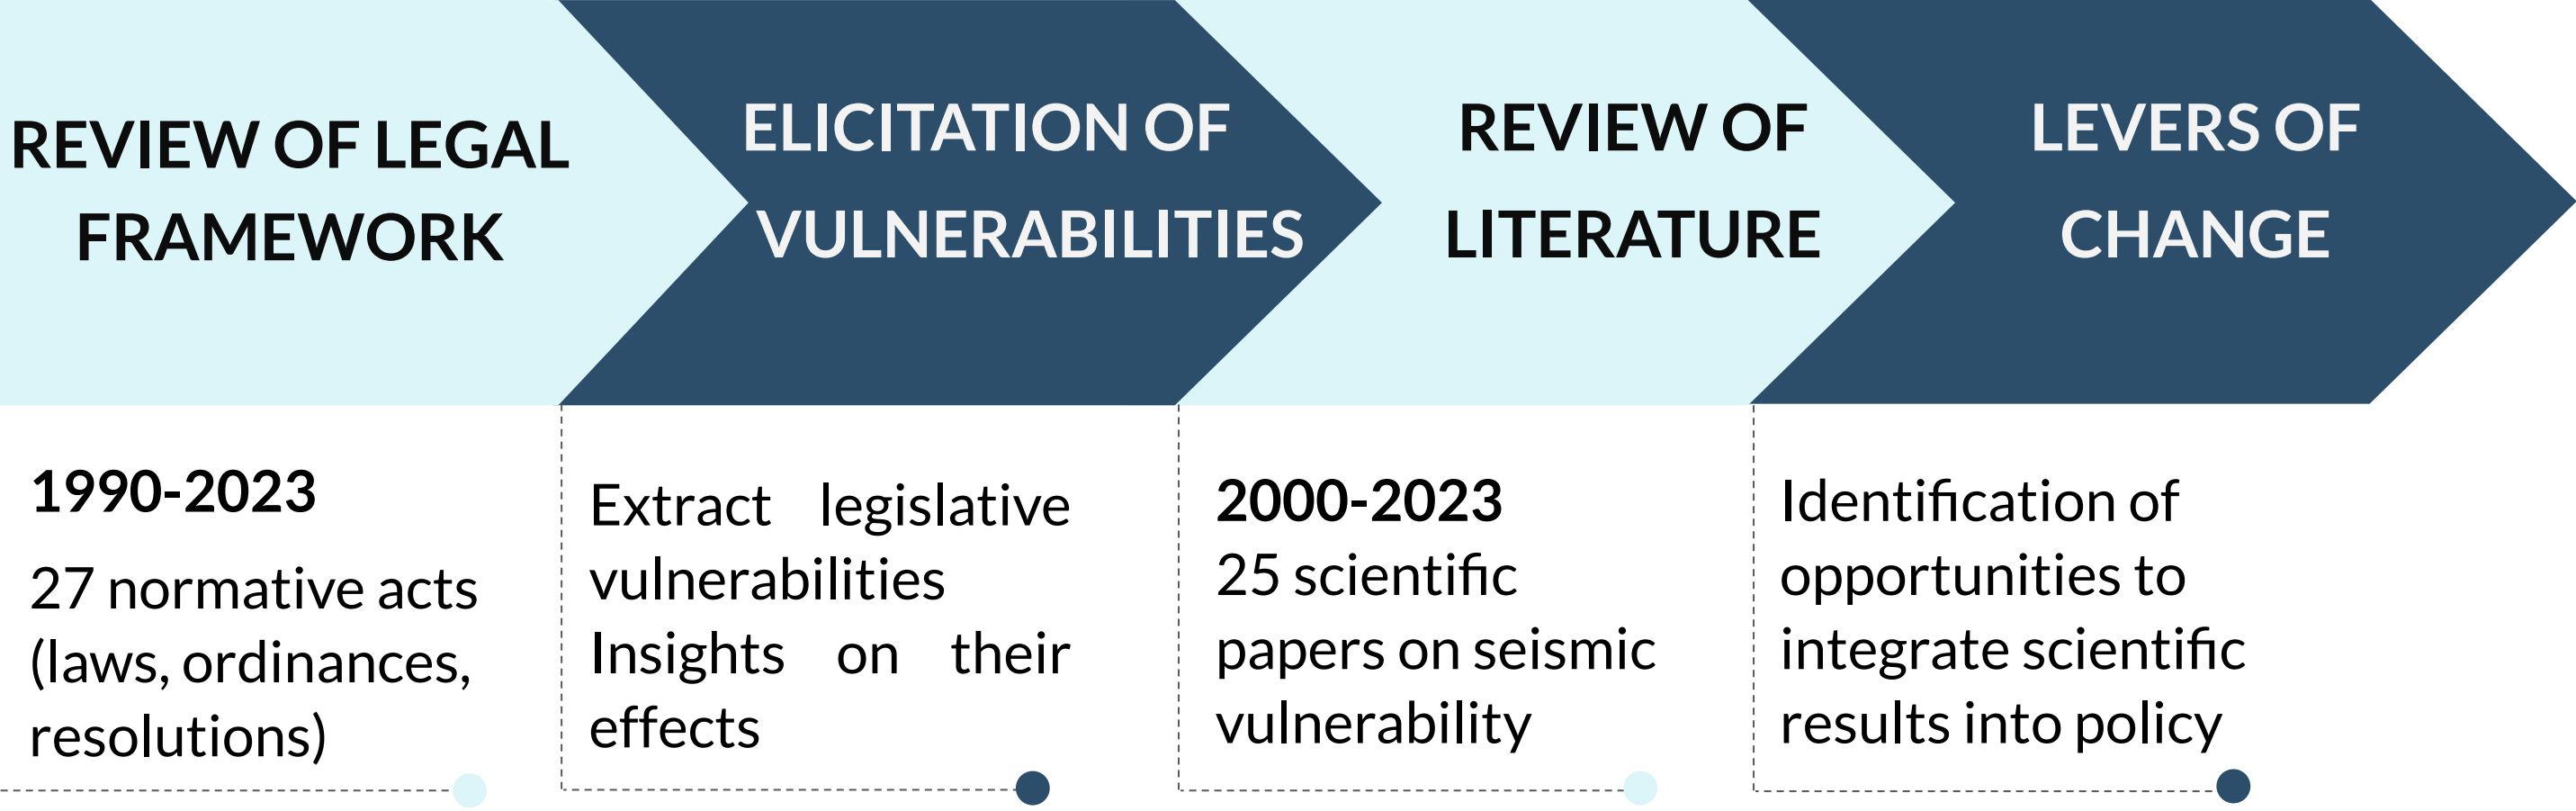 REVIEW OF LEGAL
FRAMEWORK
ELICITATION OF
VULNERABILITIES
REVIEW OF
LITERATURE
LEVERS OF
CHANGE
1990-2023
27 normative acts
(laws, ordinances,
resolutions)
Extract legislative
vulnerabilities
Insights on their
effects
2000-2023
25 scientific
papers on seismic
vulnerability
Identification of
opportunities to
integrate scientific
results into policy